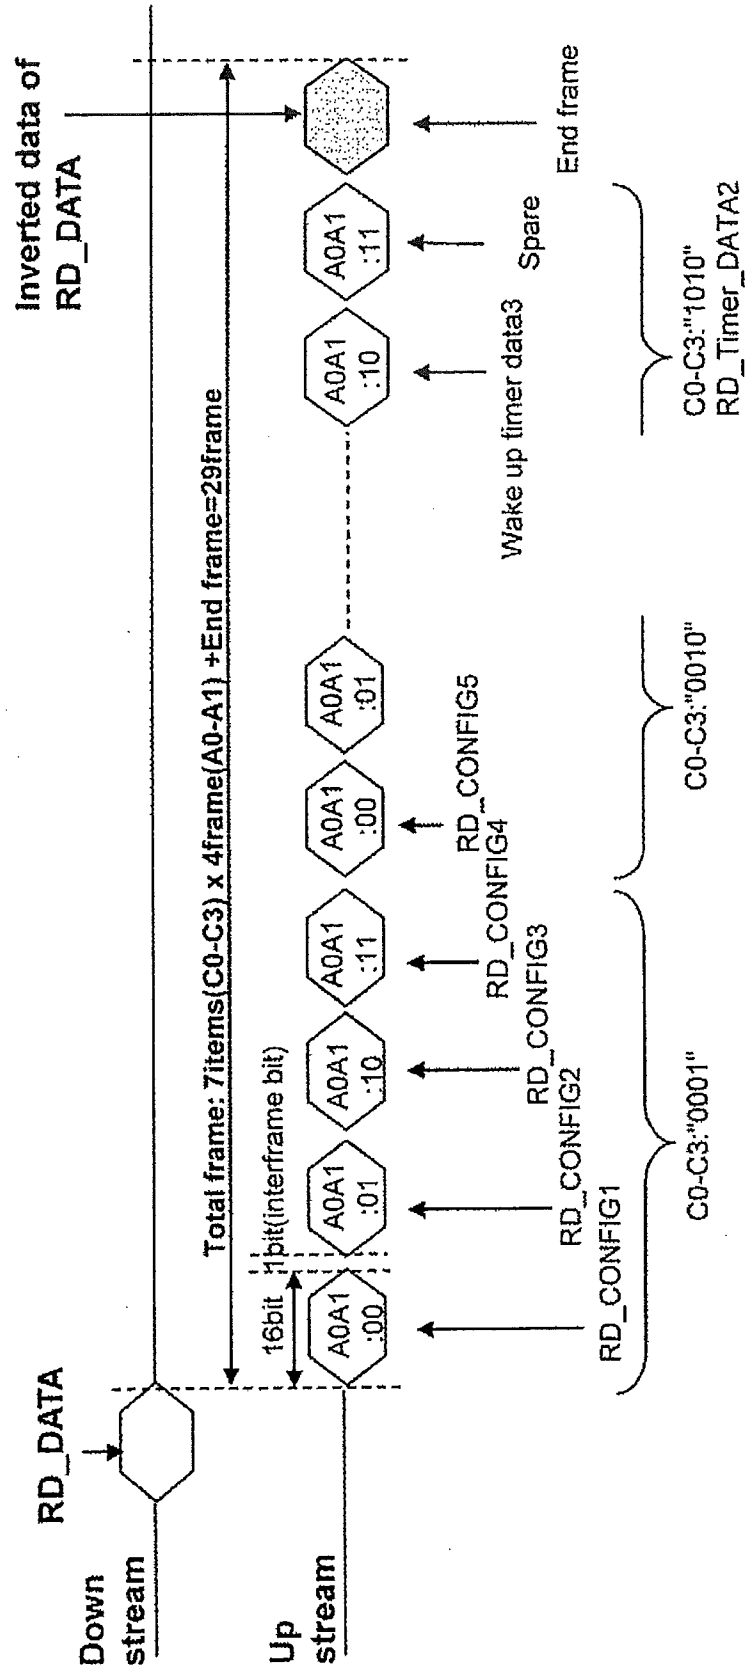 Down
stream
RD_DATA
Inverted data of
RD_DATA
Total frame: 7items(C0-C3) x 4frame(A0-A1) +End frame=29frame
Up
stream
16bit
1bit(interframe bit)
A0A1
:00
A0A1
:01
A0A1
:10
A0A1
:11
A0A1
:00
A0A1
:01
A0A1
:10
A0A1
:11
RD_CONFIG1
RD_CONFIG2
RD_CONFIG3
RD_CONFIG4
RD_CONFIG5
Wake up timer data3
Spare
End frame
C0-C3:"0001"
C0-C3:"0010"
C0-C3:"1010"
RD_Timer_DATA2